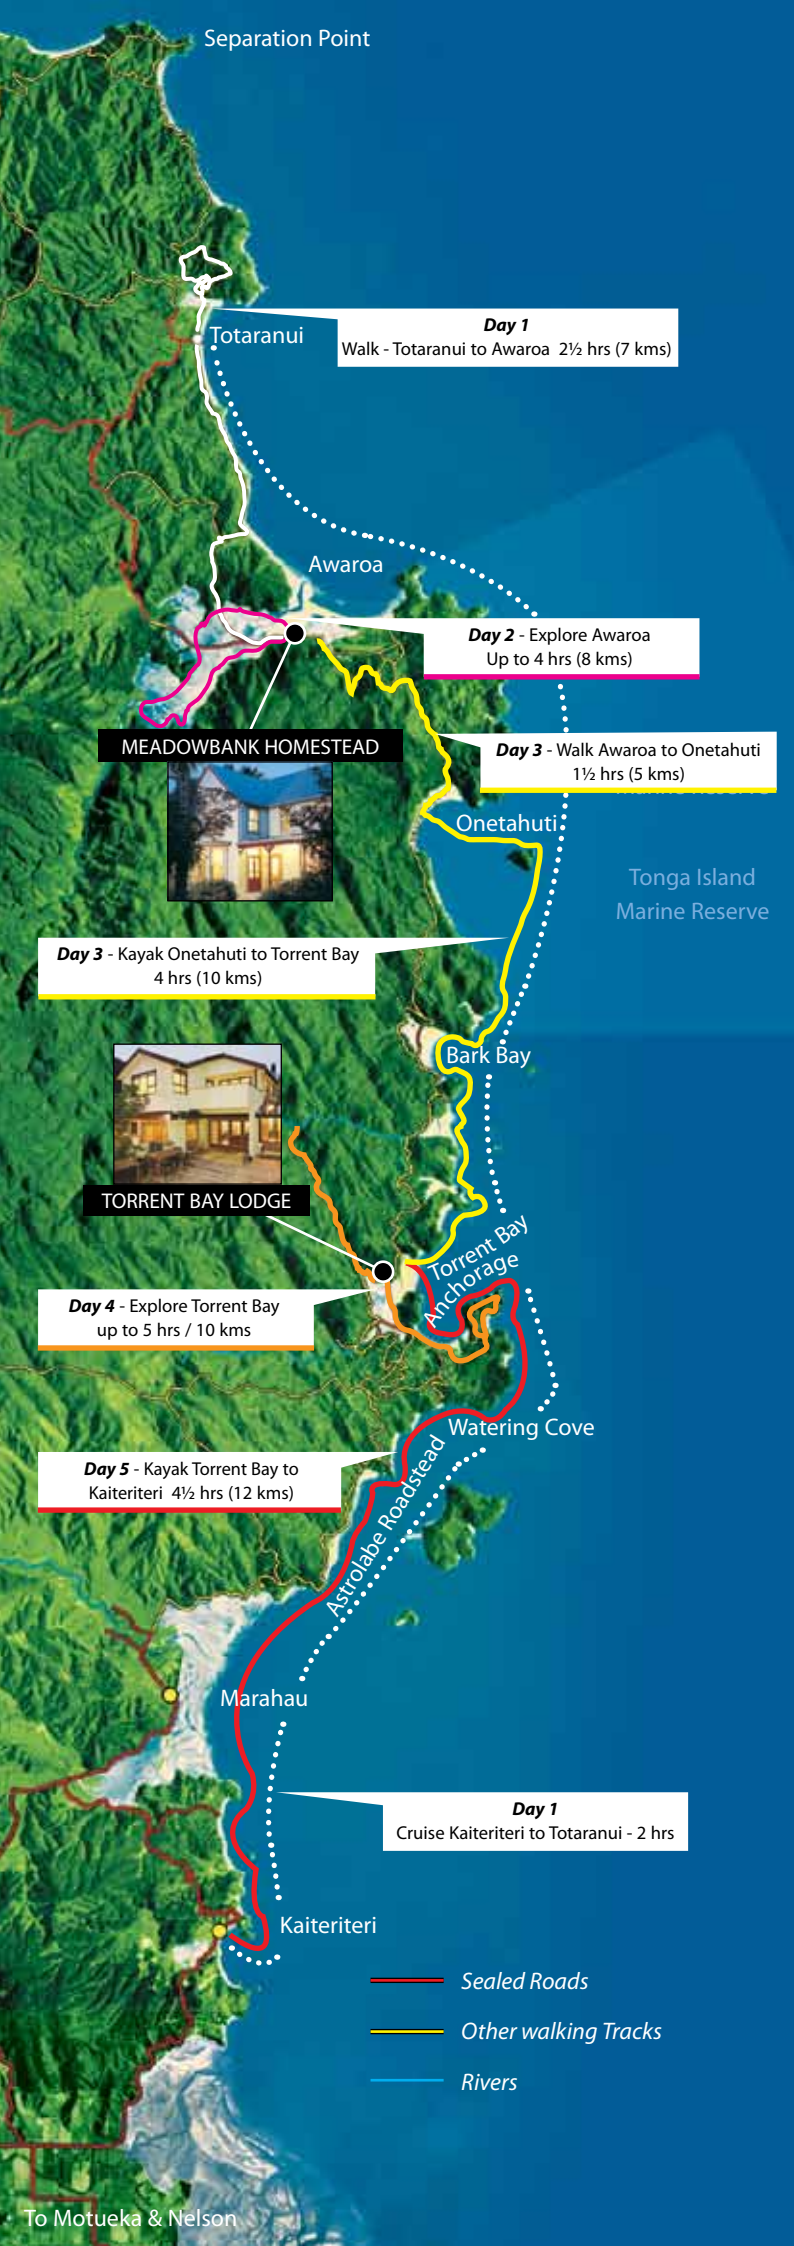 Separation Point
Day 1
Walk - Totaranui to Awaroa 2½ hrs (7 kms)
Totaranui
Awaroa
Day 2 - Explore Awaroa
Up to 4 hrs (8 kms)
MEADOWBANK HOMESTEAD
Day 3 - Walk Awaroa to Onetahuti
1½ hrs (5 kms)
Onetahuti
Tonga Island
Marine Reserve
Day 3 - Kayak Onetahuti to Torrent Bay
4 hrs (10 kms)
Bark Bay
TORRENT BAY LODGE
Torrent Bay
Anchorage
Day 4 - Explore Torrent Bay
up to 5 hrs / 10 kms
Watering Cove
Day 5 - Kayak Torrent Bay to
Kaiteriteri 4½ hrs (12 kms)
Astrolabe Roadstead
Marahau
Day 1
Cruise Kaiteriteri to Totaranui - 2 hrs
Kaiteriteri
Sealed Roads
Other walking Tracks
Rivers
To Motueka & Nelson